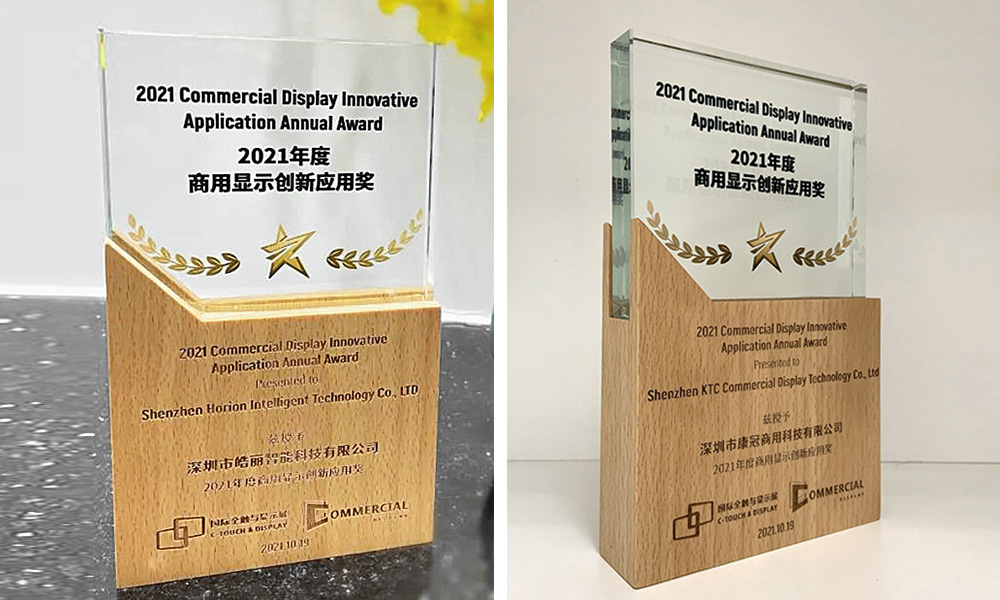 2021 Commercial Display Innovative
Application Annual Award
2021年度
商用显示创新应用奖
2021 Commercial Display Innovative
Application Annual Award
Presented to
Shenzhen Horion Intelligent Technology Co., LTD
兹授予
深圳市皓丽智能科技有限公司
2021年度商用显示创新应用奖
国际全触与显示展
C-TOUCH & DISPLAY
COMMERCIAL
DISPLAY
2021.10.19
2021 Commercial Display Innovative
Application Annual Award
2021年度
商用显示创新应用奖
2021 Commercial Display Innovative
Application Annual Award
Presented to
Shenzhen KTC Commercial Display Technology Co., Ltd
兹授予
深圳市康冠商用科技有限公司
2021年度商用显示创新应用奖
国际全触与显示展
C-TOUCH & DISPLAY
COMMERCIAL
DISPLAY
2021.10.19